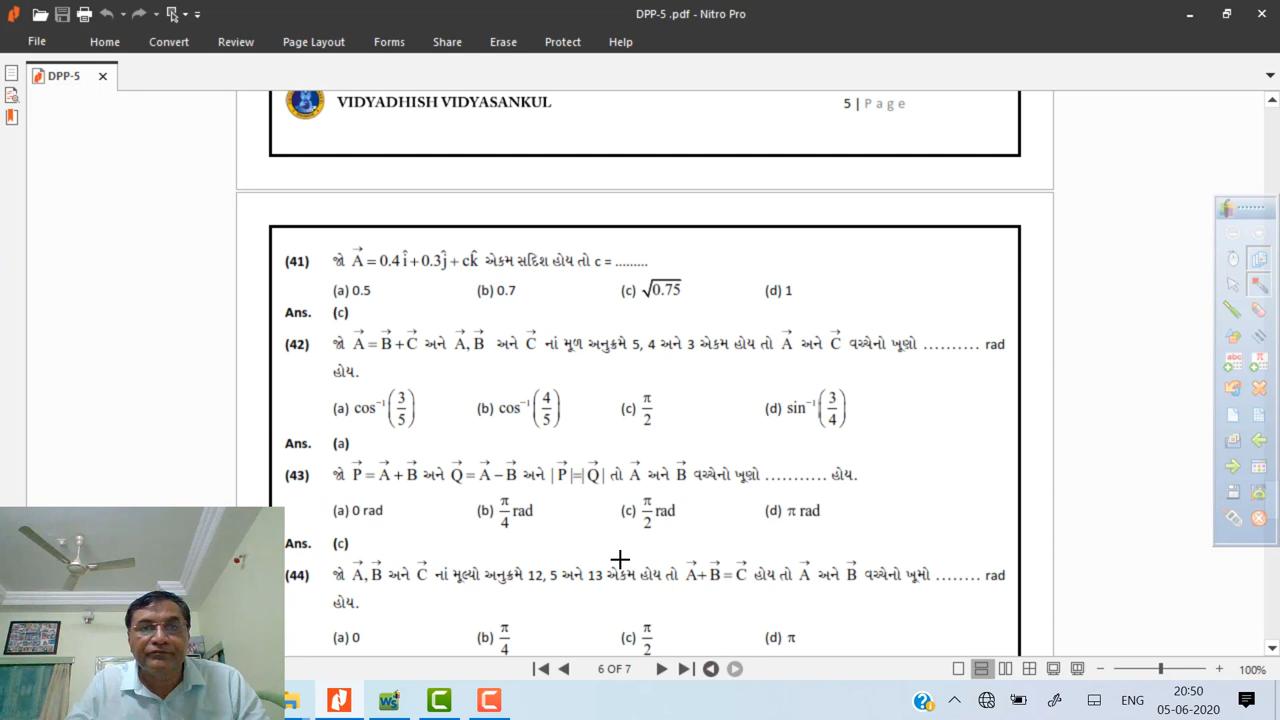 DPP-5 .pdf - Nitro Pro
File Home Convert Review Page Layout Forms Share Erase Protect Help
DPP-5
VIDYADHISH VIDYASANKUL 5 | Page
(41) જો A⃗ = 0.4 î + 0.3 ĵ + ck̂ એકમ સદિશ હોય તો c = .........
(a) 0.5 (b) 0.7 (c) √0.75 (d) 1
Ans. (c)
(42) જો A⃗ = B⃗ + C⃗ અને A⃗, B⃗ અને C⃗ નાં મૂળ અનુક્રમે 5, 4 અને 3 એકમ હોય તો A⃗ અને C⃗ વચ્ચેનો ખૂણો .......... rad
હોય.
(a) cos⁻¹(3/5) (b) cos⁻¹(4/5) (c) π/2 (d) sin⁻¹(3/4)
Ans. (a)
(43) જો P⃗ = A⃗ + B⃗ અને Q⃗ = A⃗ − B⃗ અને | P⃗ |=| Q⃗ | તો A⃗ અને B⃗ વચ્ચેનો ખૂણો ........... હોય.
(a) 0 rad (b) π/4 rad (c) π/2 rad (d) π rad
Ans. (c)
(44) જો A⃗, B⃗ અને C⃗ નાં મૂલ્યો અનુક્રમે 12, 5 અને 13 એકમ હોય તો A⃗ + B⃗ = C⃗ હોય તો A⃗ અને B⃗ વચ્ચેનો ખૂમો ........ rad
હોય.
(a) 0 (b) π/4 (c) π/2 (d) π
6 OF 7 100%
ENG 20:50
05-06-2020